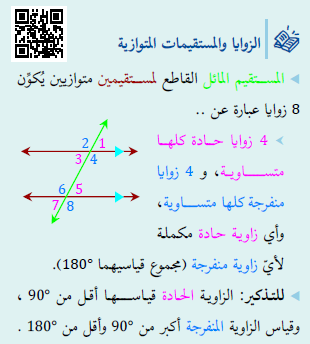 الزوايا والمستقيمات المتوازية
المستقيم المائل القاطع لمستقيمين متوازيين يُكوِّن
8 زوايا عبارة عن ..
4 زوايا حادة كلها
متساوية، و 4 زوايا
منفرجة كلها متساوية،
وأي زاوية حادة مكملة
لأيّ زاوية منفرجة (مجموع قياسيهما °180).
2 1
3 4
6 5
7 8
للتذكير: الزاوية الحادة قياسها أقل من °90 ،
وقياس الزاوية المنفرجة أكبر من °90 وأقل من °180 .